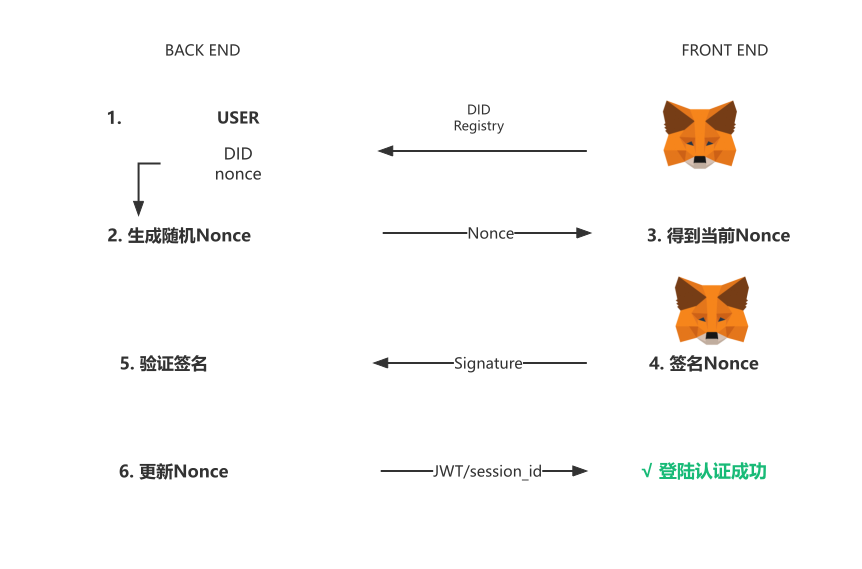 BACK END
FRONT END
1.
USER
DID
Registry
DID
nonce
2. 生成随机Nonce
Nonce
3. 得到当前Nonce
5. 验证签名
Signature
4. 签名Nonce
6. 更新Nonce
JWT/session_id
√ 登陆认证成功